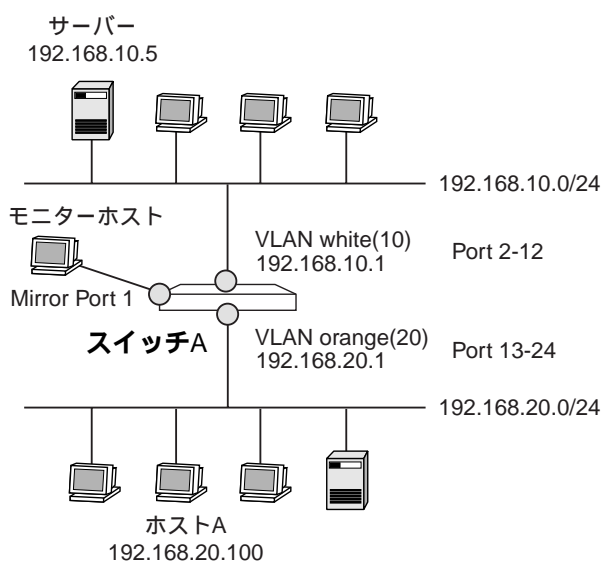 サーバー
192.168.10.5
192.168.10.0/24
モニターホスト
VLAN white(10)
192.168.10.1
Port 2-12
Mirror Port 1
スイッチA
VLAN orange(20)
192.168.20.1
Port 13-24
192.168.20.0/24
ホストA
192.168.20.100